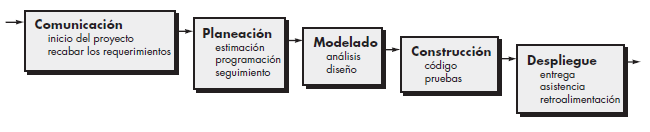 Comunicación
inicio del proyecto
recabar los requerimientos
Planeación
estimación
programación
seguimiento
Modelado
análisis
diseño
Construcción
código
pruebas
Despliegue
entrega
asistencia
retroalimentación